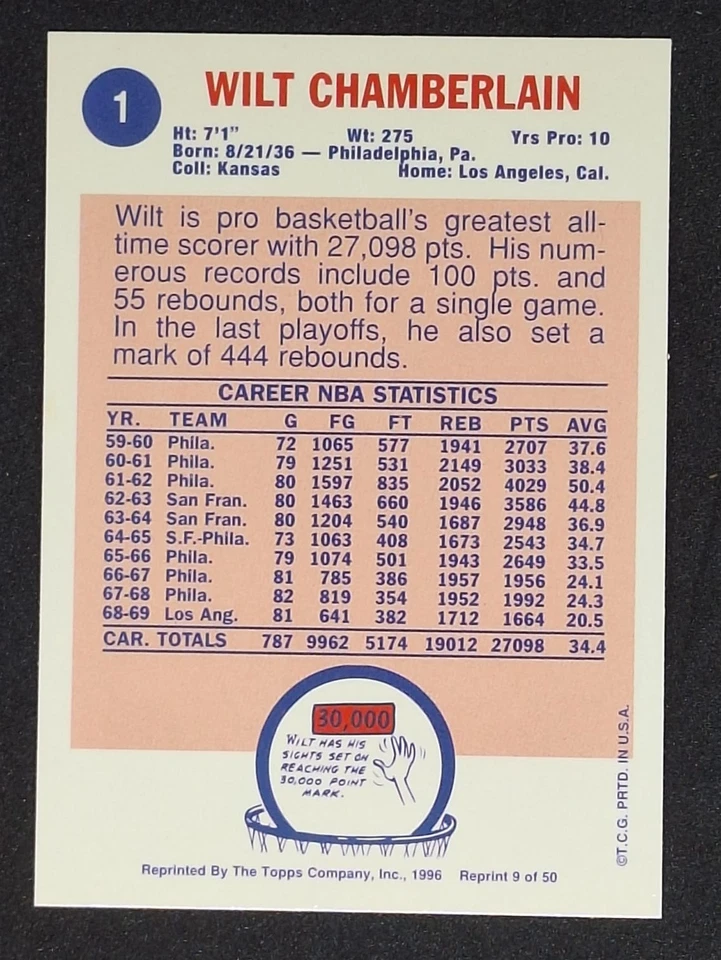 1
WILT CHAMBERLAIN
Ht: 7'1" Wt: 275 Yrs Pro: 10
Born: 8/21/36 — Philadelphia, Pa.
Coll: Kansas Home: Los Angeles, Cal.
Wilt is pro basketball's greatest all-
time scorer with 27,098 pts. His num-
erous records include 100 pts. and
55 rebounds, both for a single game.
In the last playoffs, he also set a
mark of 444 rebounds.
CAREER NBA STATISTICS
YR. TEAM G FG FT REB PTS AVG
59-60 Phila. 72 1065 577 1941 2707 37.6
60-61 Phila. 79 1251 531 2149 3033 38.4
61-62 Phila. 80 1597 835 2052 4029 50.4
62-63 San Fran. 80 1463 660 1946 3586 44.8
63-64 San Fran. 80 1204 540 1687 2948 36.9
64-65 S.F.-Phila. 73 1063 408 1673 2543 34.7
65-66 Phila. 79 1074 501 1943 2649 33.5
66-67 Phila. 81 785 386 1957 1956 24.1
67-68 Phila. 82 819 354 1952 1992 24.3
68-69 Los Ang. 81 641 382 1712 1664 20.5
CAR. TOTALS 787 9962 5174 19012 27098 34.4
30,000
WILT HAS HIS
SIGHTS SET ON
REACHING THE
30,000 POINT
MARK.
©T.C.G. PRTD. IN U.S.A.
Reprinted By The Topps Company, Inc., 1996 Reprint 9 of 50